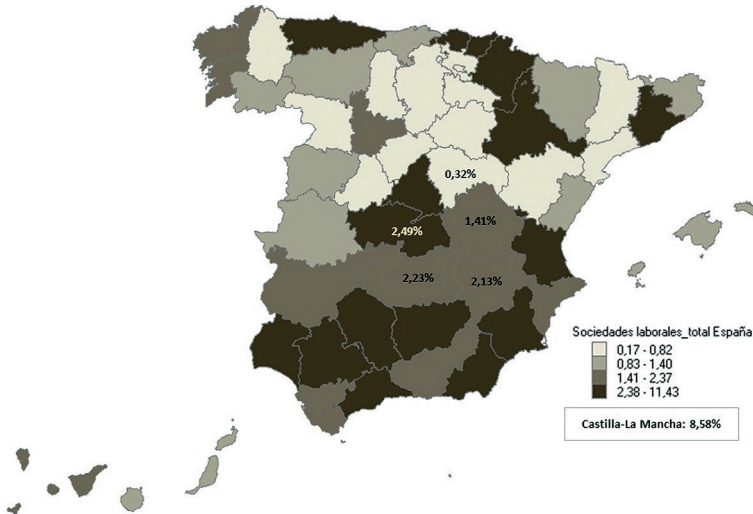 0,32%
1,41%
2,49%
2,23%
2,13%
Sociedades laborales_total España
0,17 - 0,82
0,83 - 1,40
1,41 - 2,37
2,38 - 11,43
Castilla-La Mancha: 8,58%